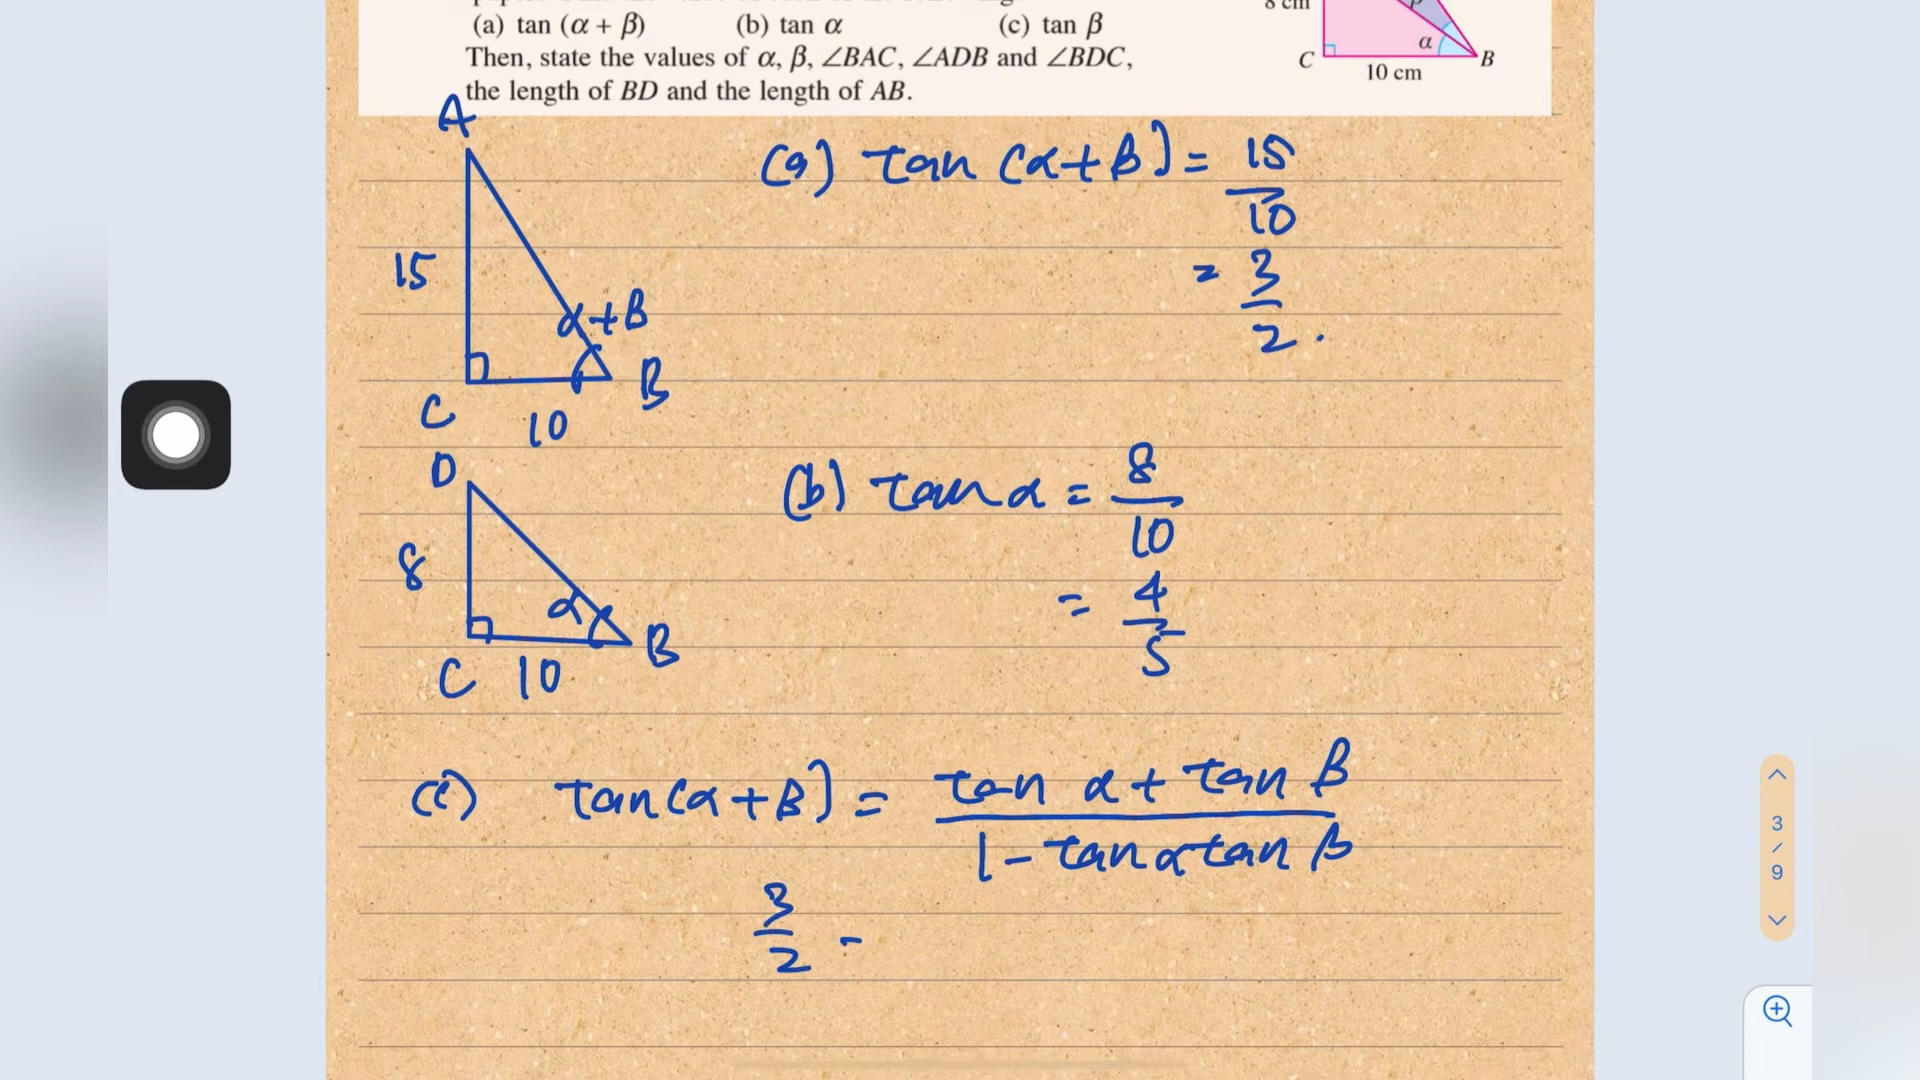 8 cm
(a) tan (α + β) (b) tan α (c) tan β
Then, state the values of α, β, ∠BAC, ∠ADB and ∠BDC,
the length of BD and the length of AB.
C 10 cm α B
A
15
α+B
C 10 B
(a) tan (α+B) = 15/10
= 3/2.
D
8
α
C 10 B
(b) tan α = 8/10
= 4/5
(c) tan(α+B) = tan α + tan β / 1 - tan α tan β
3/2 =
3/9